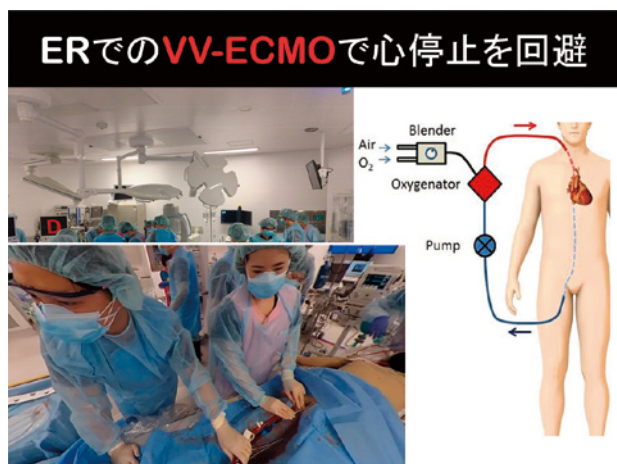 ERでのVV-ECMOで心停止を回避
Blender
Air
O₂
Oxygenator
Pump
D